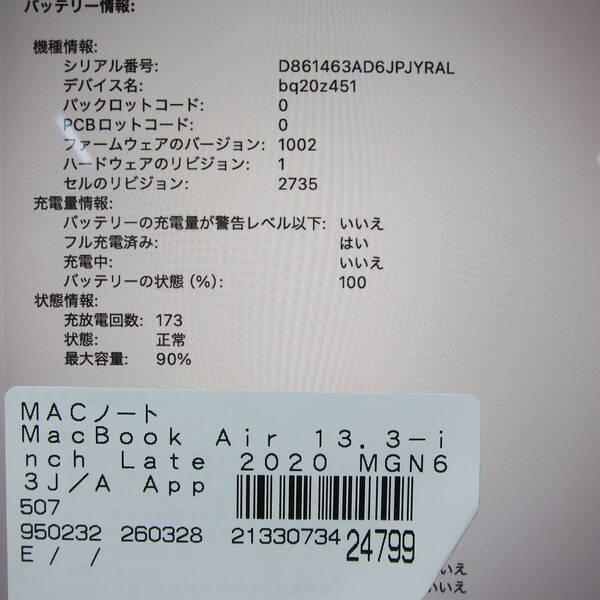 バッテリー情報:
機種情報:
シリアル番号: D861463AD6JPJYRAL
デバイス名: bq20z451
パックロットコード: 0
PCBロットコード: 0
ファームウェアのバージョン: 1002
ハードウェアのリビジョン: 1
セルのリビジョン: 2735
充電量情報:
バッテリーの充電量が警告レベル以下: いいえ
フル充電済み: はい
充電中: いいえ
バッテリーの状態（%）: 100
状態情報:
充放電回数: 173
状態: 正常
最大容量: 90%
MACノート
MacBook Air 13.3-i
nch Late 2020 MGN6
3J/A App
507
950232 260328 21330734 24799
E / /
いいえ
いいえ